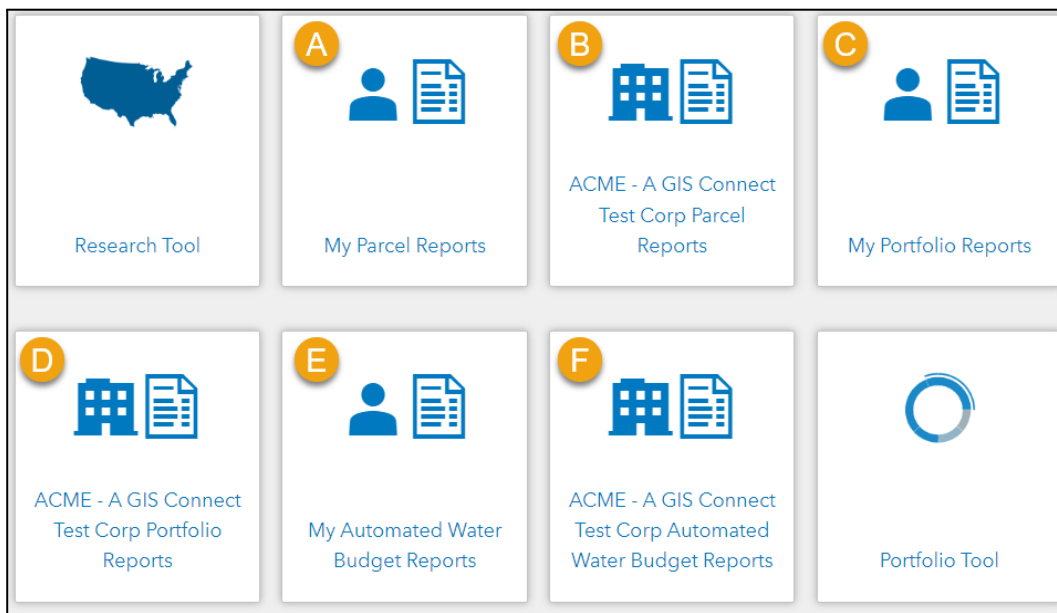 A
B
C
ACME - A GIS Connect
Test Corp Parcel
Reports
Research Tool
My Parcel Reports
My Portfolio Reports
D
E
F
ACME - A GIS Connect
Test Corp Portfolio
Reports
My Automated Water
Budget Reports
ACME - A GIS Connect
Test Corp Automated
Water Budget Reports
Portfolio Tool